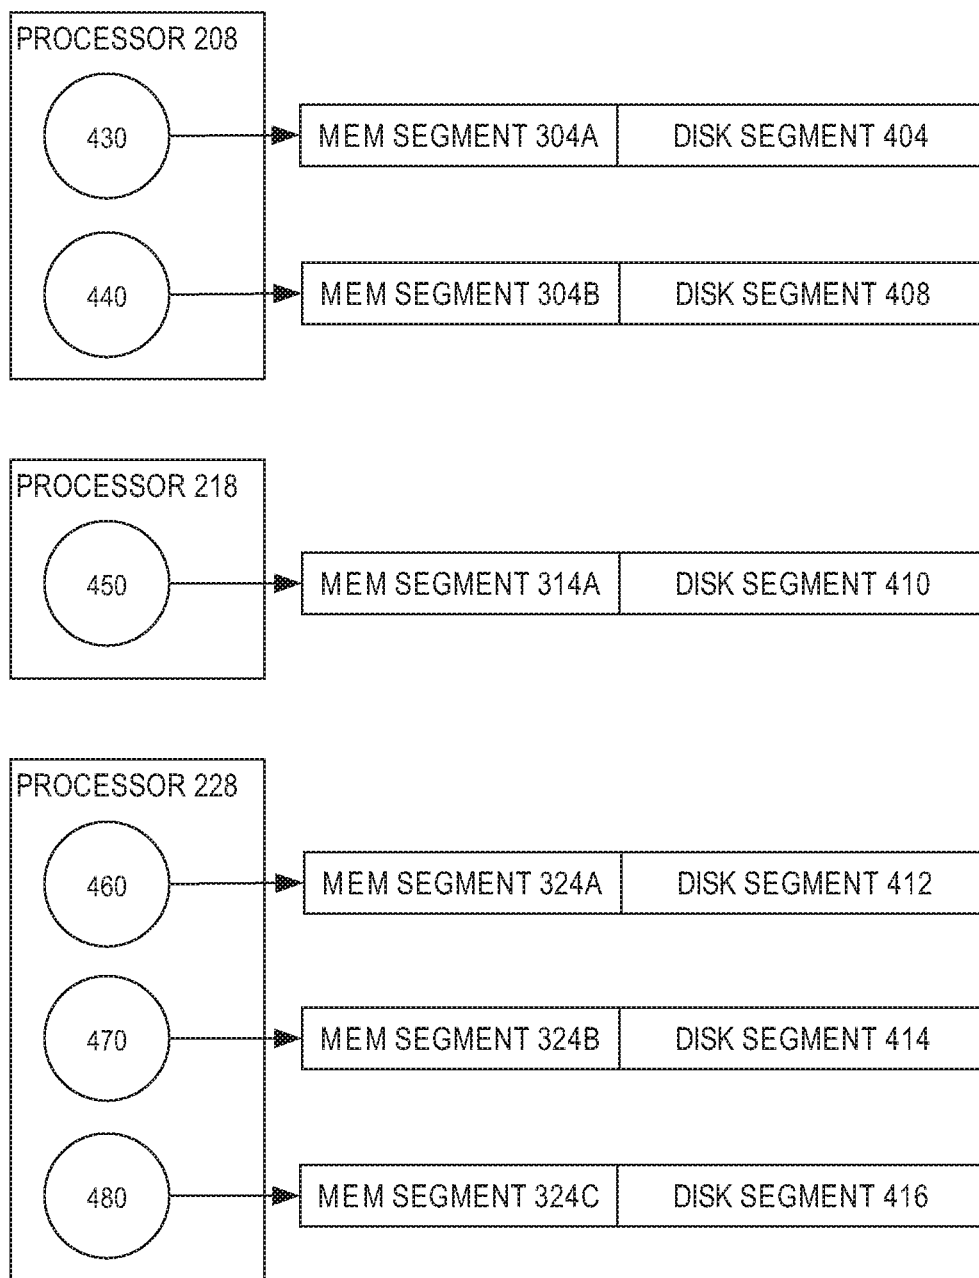 PROCESSOR 208
430 MEM SEGMENT 304A DISK SEGMENT 404
440 MEM SEGMENT 304B DISK SEGMENT 408
PROCESSOR 218
450 MEM SEGMENT 314A DISK SEGMENT 410
PROCESSOR 228
460 MEM SEGMENT 324A DISK SEGMENT 412
470 MEM SEGMENT 324B DISK SEGMENT 414
480 MEM SEGMENT 324C DISK SEGMENT 416